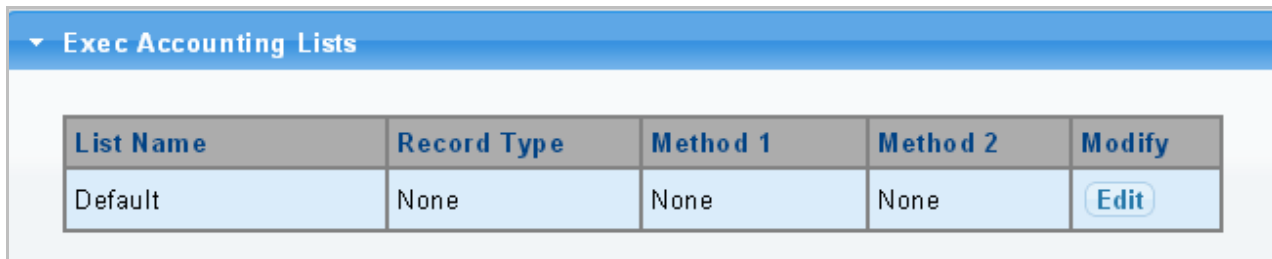 Exec Accounting Lists
List Name Record Type Method 1 Method 2 Modify
Default None None None Edit